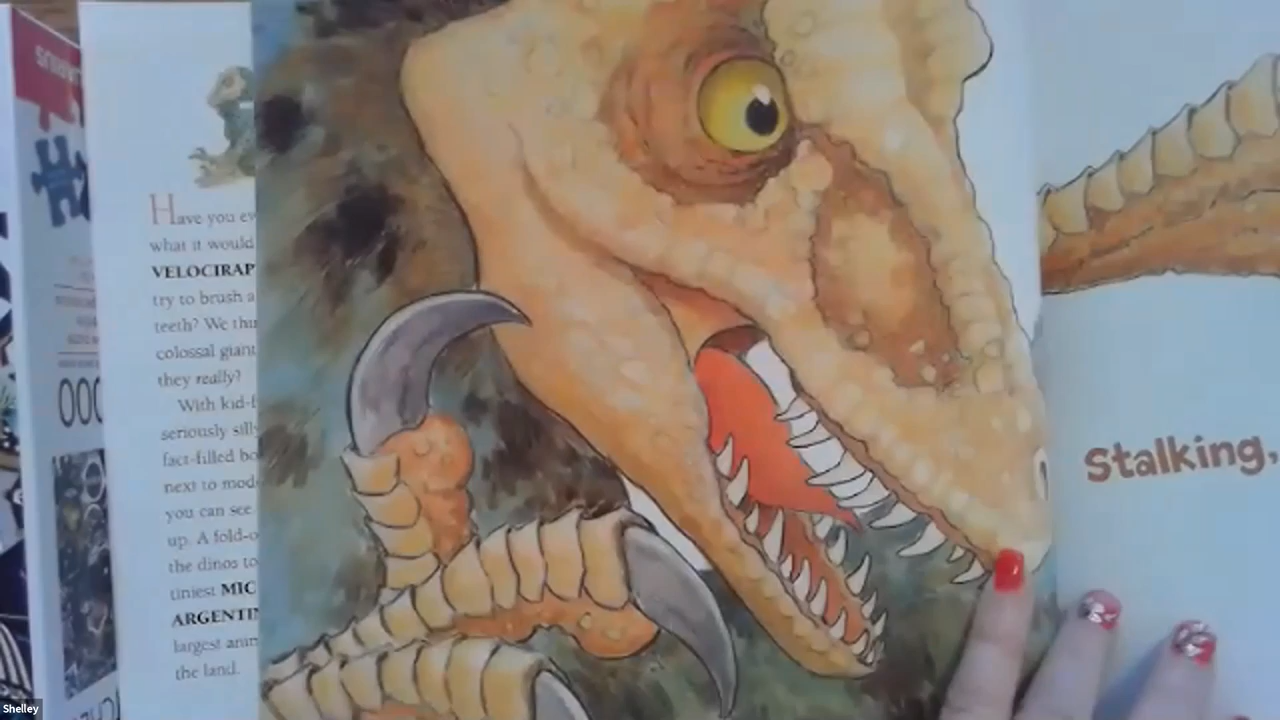 Have you ev
what it would
VELOCIRAP
try to brush a
teeth? We thi
colossal giant
they really?
With kid-f
seriously silly
fact-filled bo
next to mod
you can see
up. A fold-o
the dinos to
tiniest MIC
ARGENTIN
largest anim
the land.
Stalking,
000
Shelley